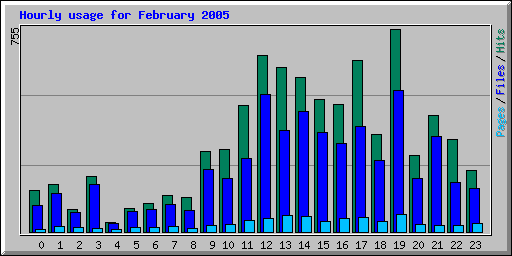 Hourly usage for February 2005
755
Pages / Files / Hits
0 1 2 3 4 5 6 7 8 9 10 11 12 13 14 15 16 17 18 19 20 21 22 23